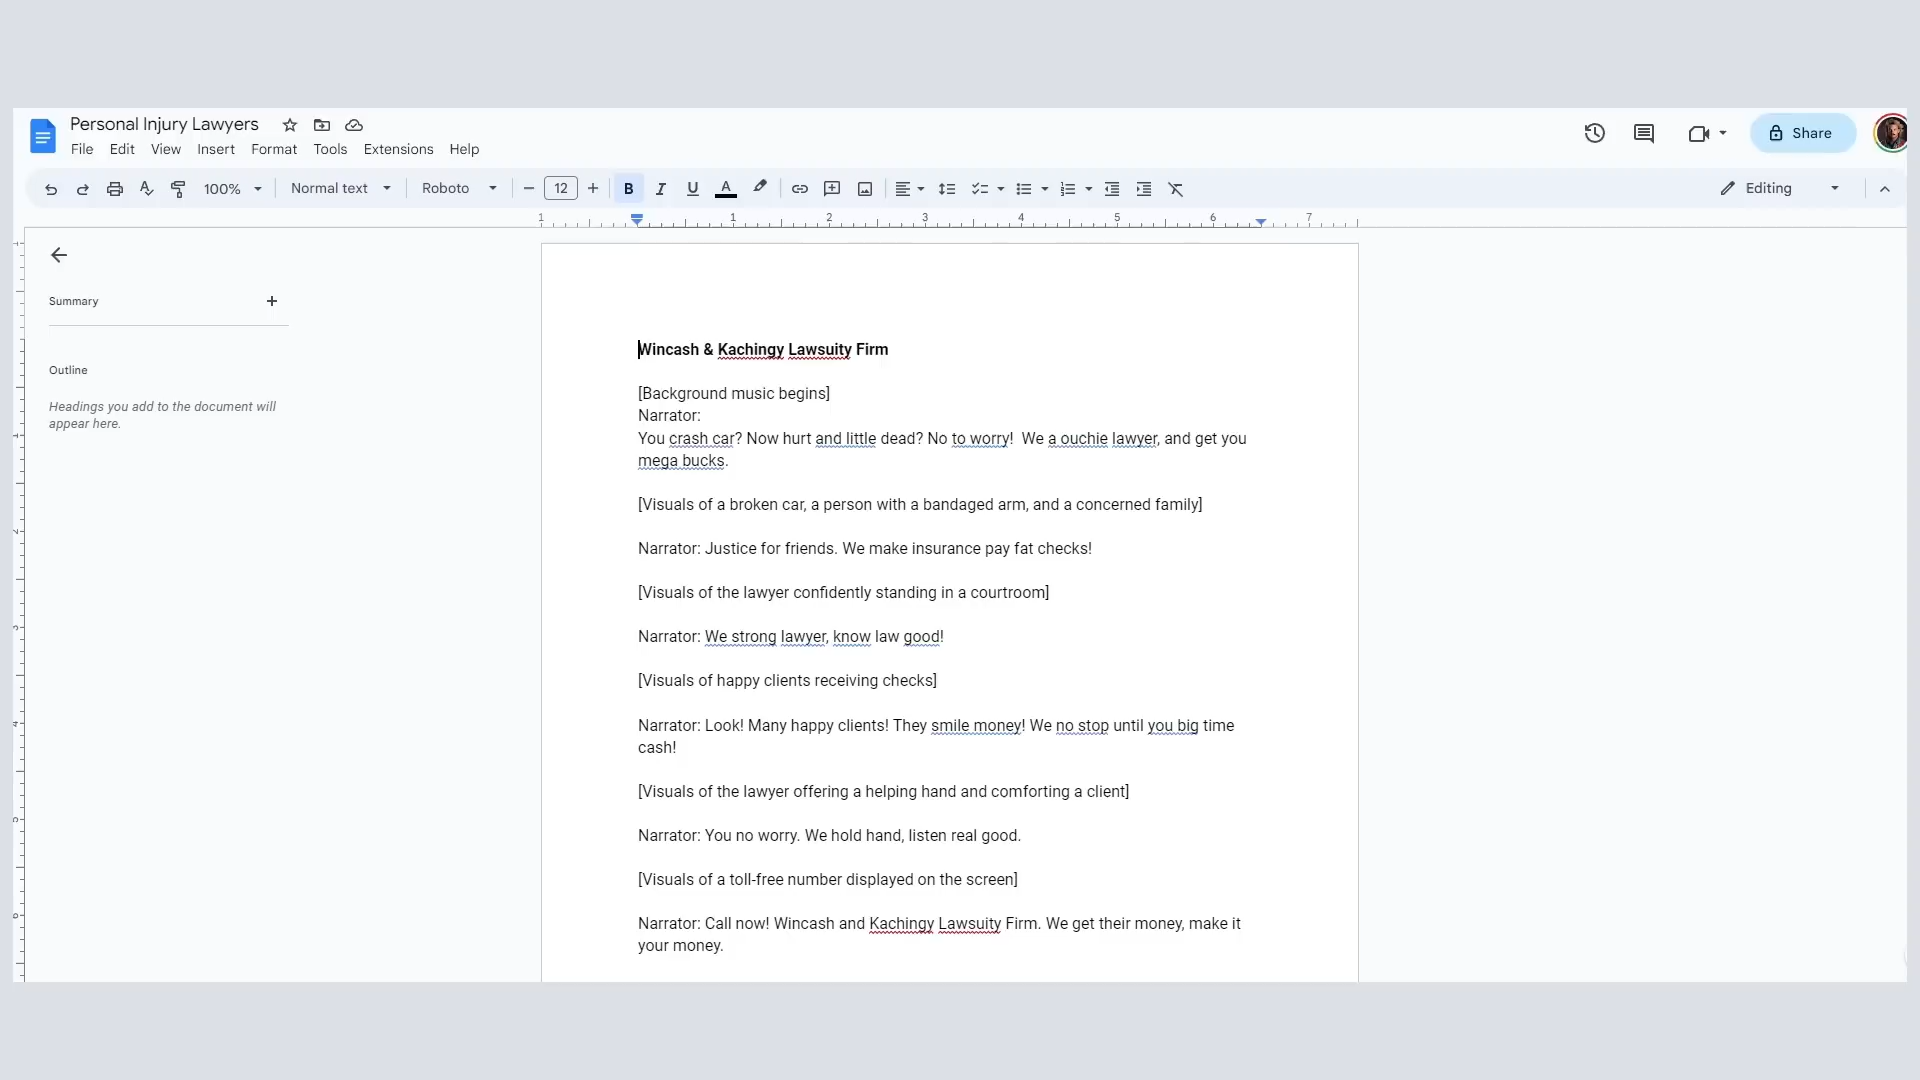 Personal Injury Lawyers
File Edit View Insert Format Tools Extensions Help
Share
100% Normal text Roboto 12 B I U A Editing
1 1 2 3 4 5 6 7
Summary
Outline
Headings you add to the document will
appear here.
Wincash & Kachingy Lawsuity Firm
[Background music begins]
Narrator:
You crash car? Now hurt and little dead? No to worry!  We a ouchie lawyer, and get you
mega bucks.
[Visuals of a broken car, a person with a bandaged arm, and a concerned family]
Narrator: Justice for friends. We make insurance pay fat checks!
[Visuals of the lawyer confidently standing in a courtroom]
Narrator: We strong lawyer, know law good!
[Visuals of happy clients receiving checks]
Narrator: Look! Many happy clients! They smile money! We no stop until you big time
cash!
[Visuals of the lawyer offering a helping hand and comforting a client]
Narrator: You no worry. We hold hand, listen real good.
[Visuals of a toll-free number displayed on the screen]
Narrator: Call now! Wincash and Kachingy Lawsuity Firm. We get their money, make it
your money.